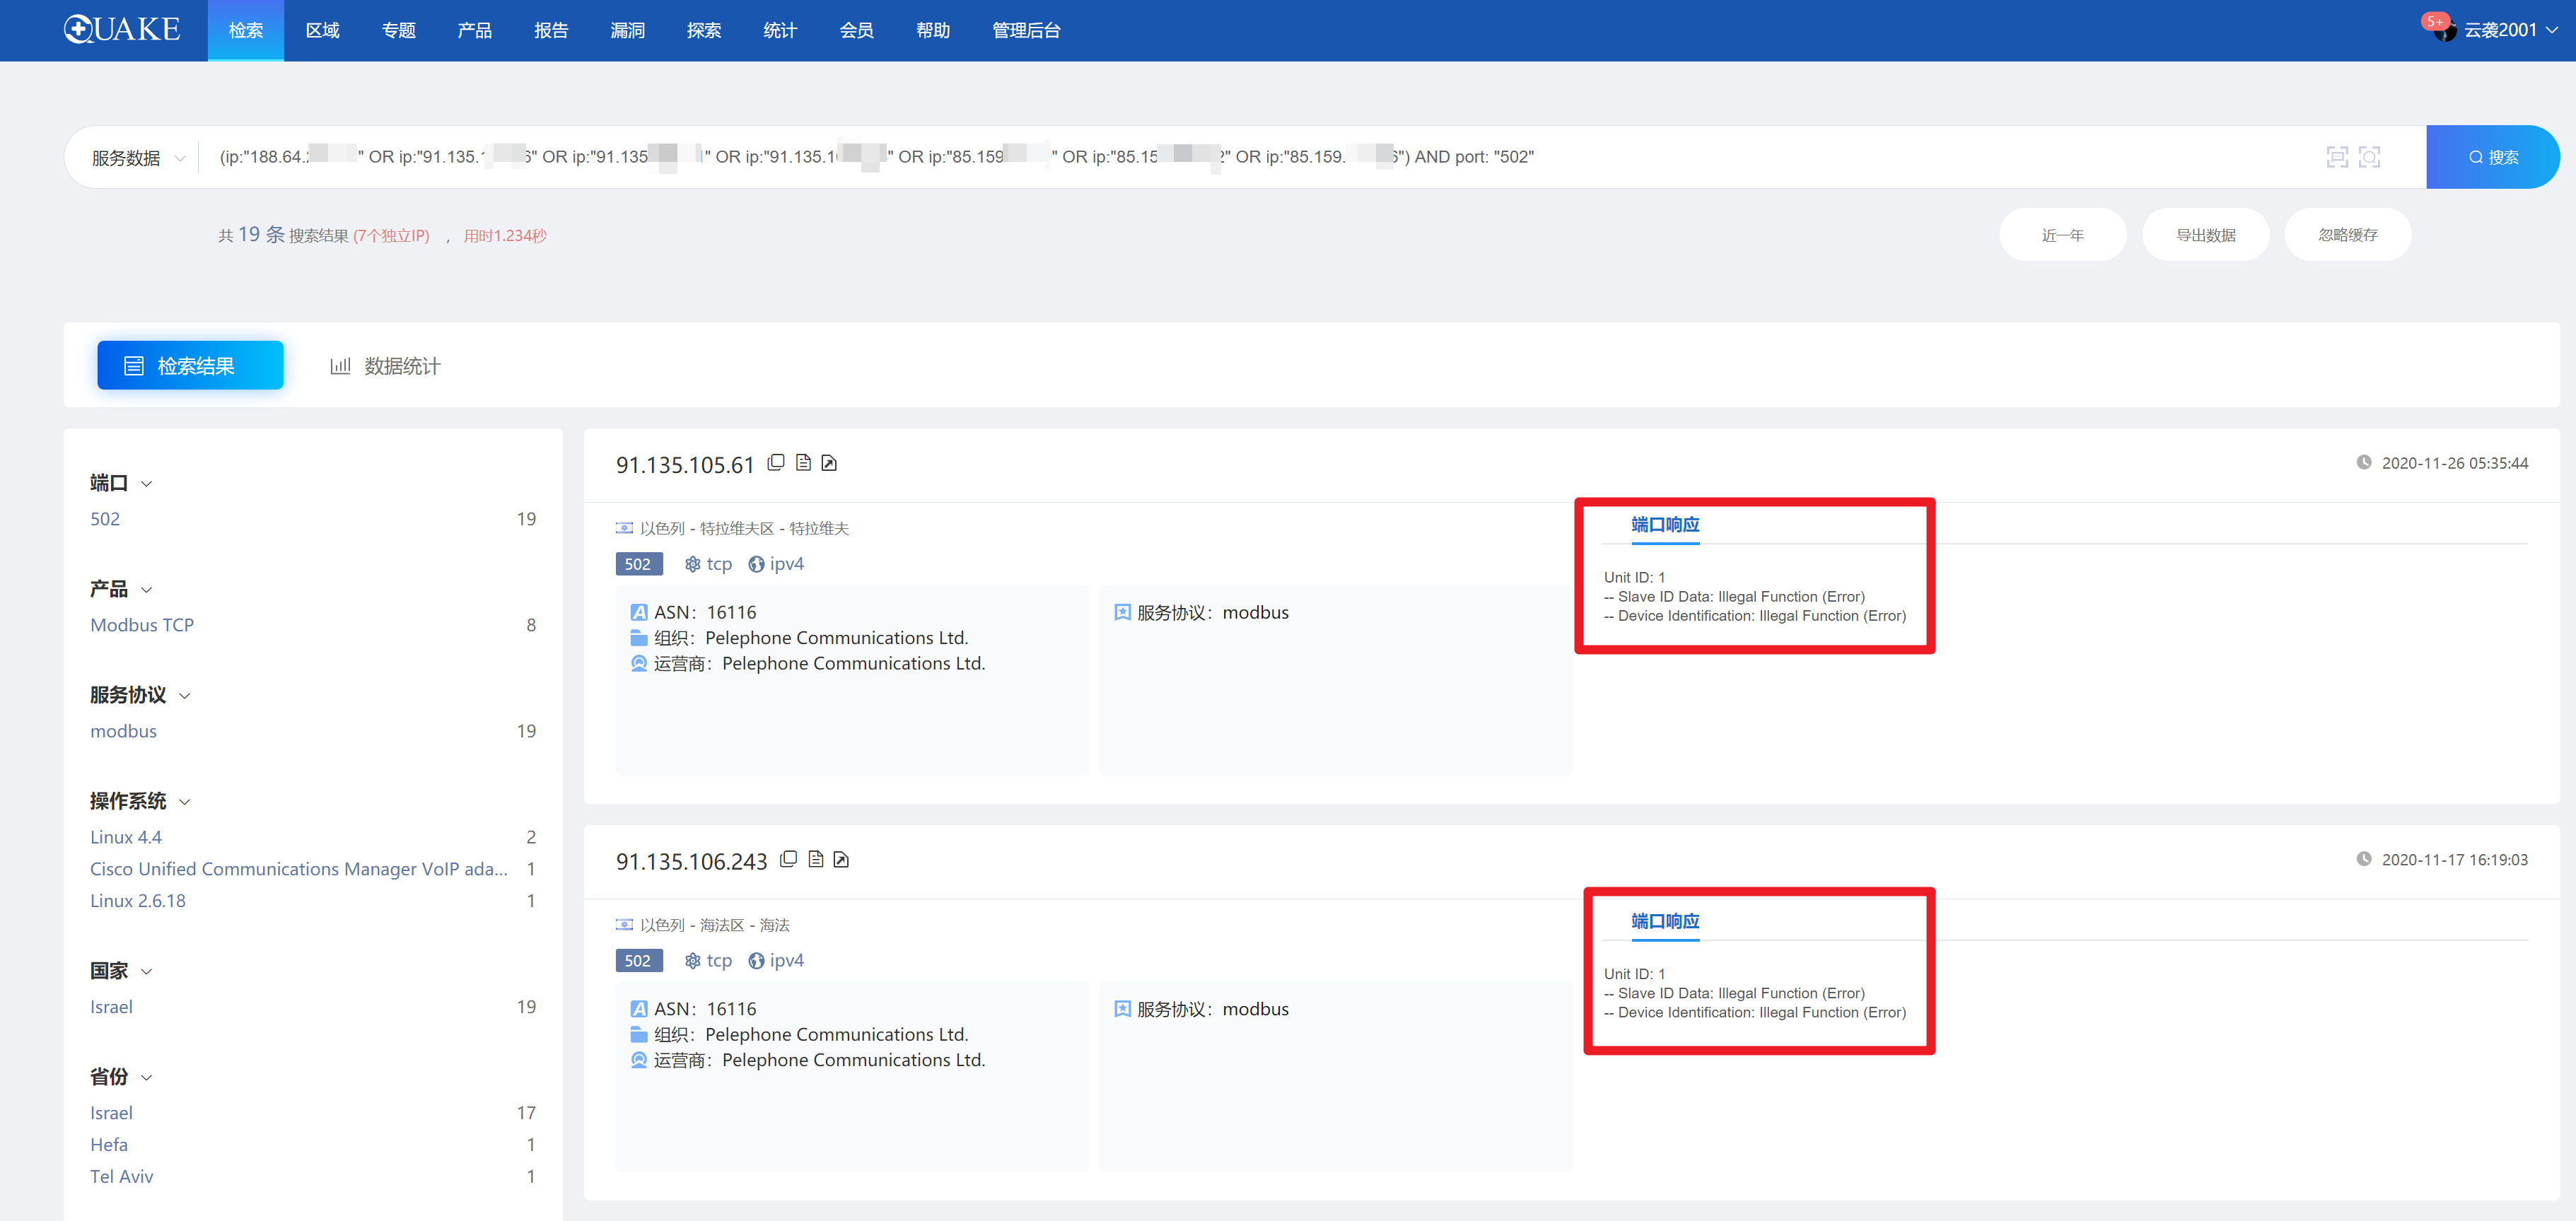 QUAKE
检索 区域 专题 产品 报告 漏洞 探索 统计 会员 帮助 管理后台
5+ 云袭2001
服务数据 (ip:"188.64. " OR ip:"91.135. 6" OR ip:"91.135 " OR ip:"91.135.1 " OR ip:"85.159 " OR ip:"85.15 2" OR ip:"85.159. 6") AND port: "502"
搜索
共 19 条 搜索结果 (7个独立IP) ， 用时1.234秒
近一年 导出数据 忽略缓存
检索结果 数据统计
端口
502 19
产品
Modbus TCP 8
服务协议
modbus 19
操作系统
Linux 4.4 2
Cisco Unified Communications Manager VoIP ada... 1
Linux 2.6.18 1
国家
Israel 19
省份
Israel 17
Hefa 1
Tel Aviv 1
91.135.105.61
2020-11-26 05:35:44
以色列 - 特拉维夫区 - 特拉维夫
502 tcp ipv4
ASN：16116
组织：Pelephone Communications Ltd.
运营商：Pelephone Communications Ltd.
服务协议：modbus
端口响应
Unit ID: 1
-- Slave ID Data: Illegal Function (Error)
-- Device Identification: Illegal Function (Error)
91.135.106.243
2020-11-17 16:19:03
以色列 - 海法区 - 海法
502 tcp ipv4
ASN：16116
组织：Pelephone Communications Ltd.
运营商：Pelephone Communications Ltd.
服务协议：modbus
端口响应
Unit ID: 1
-- Slave ID Data: Illegal Function (Error)
-- Device Identification: Illegal Function (Error)